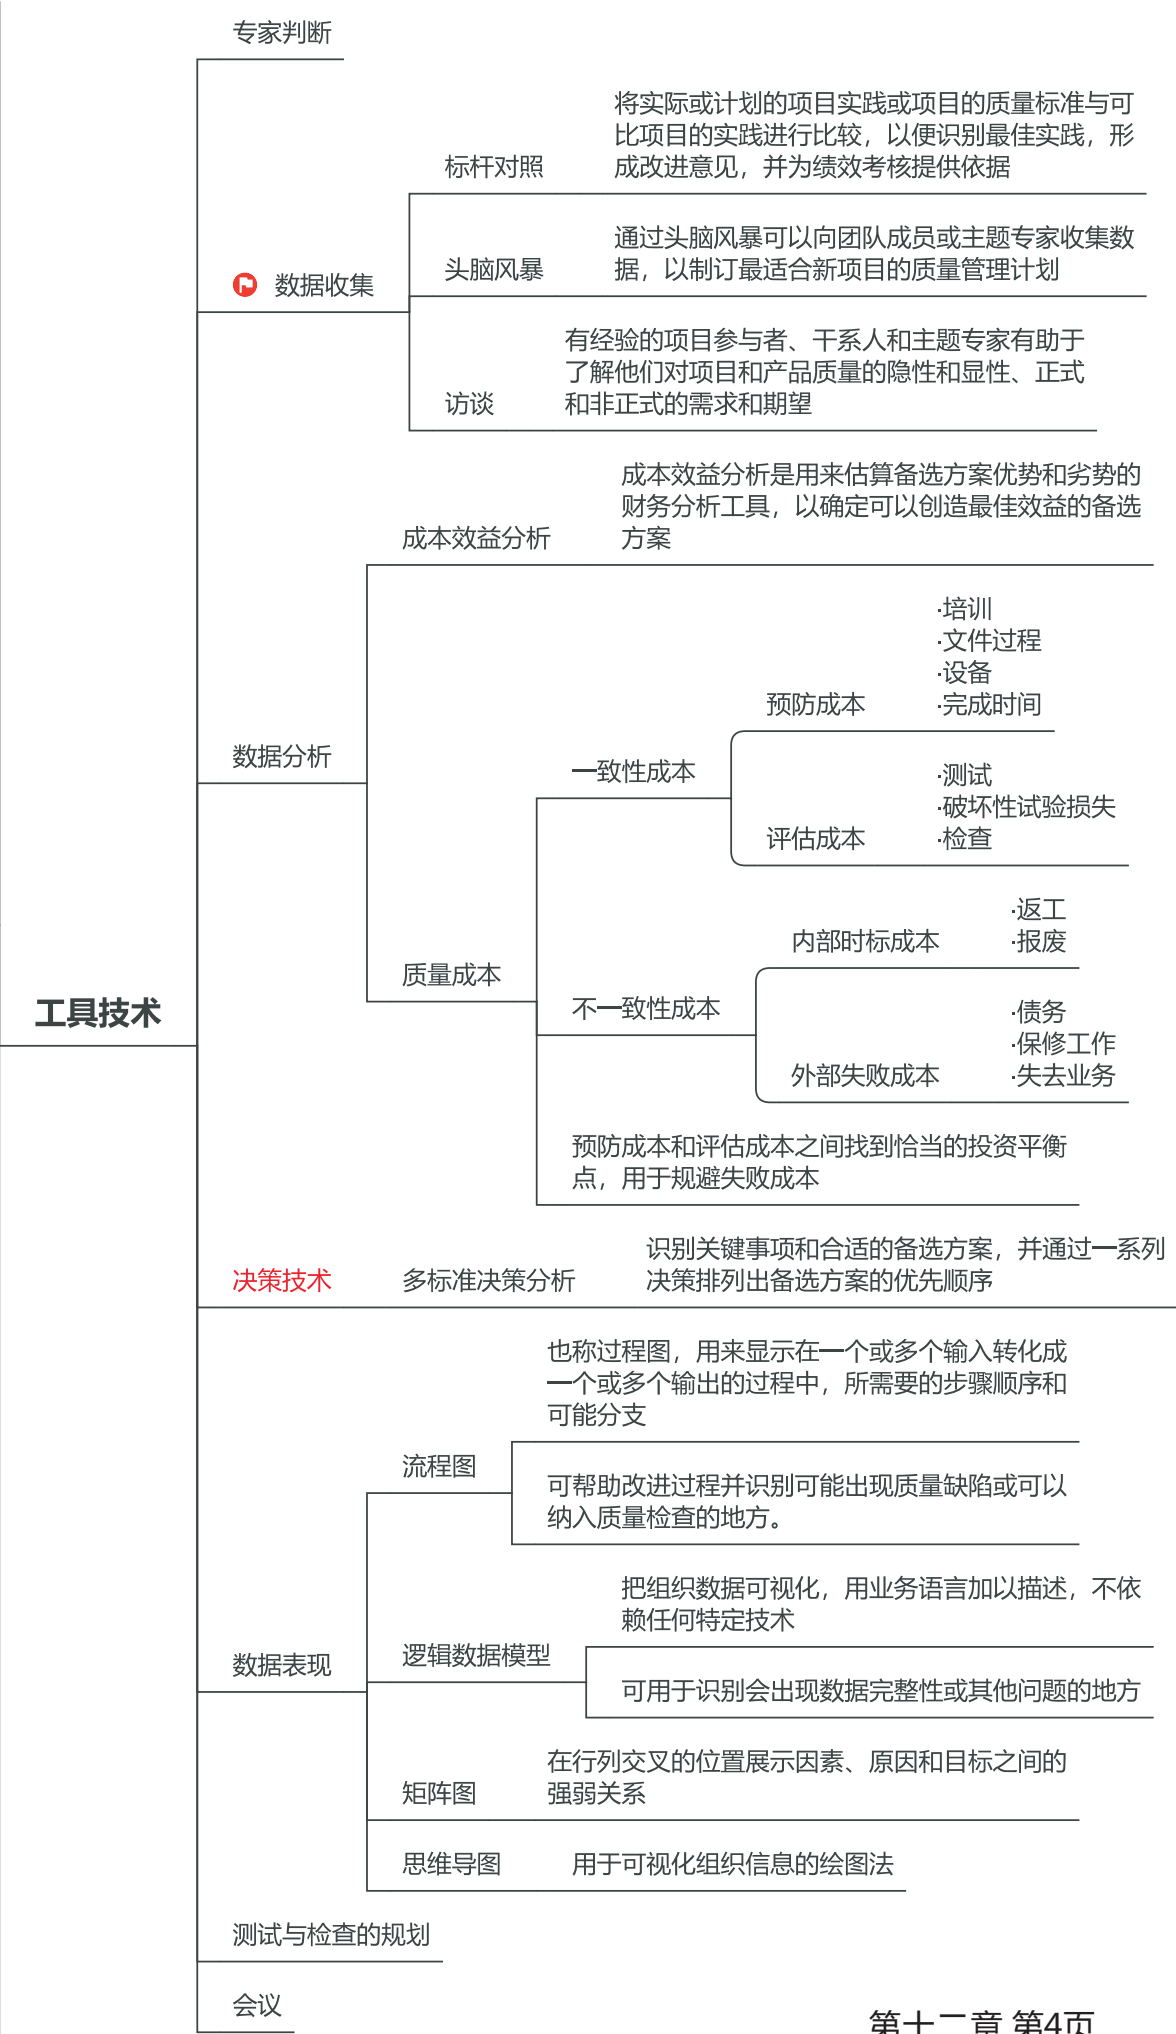 专家判断
将实际或计划的项目实践或项目的质量标准与可
比项目的实践进行比较，以便识别最佳实践，形
成改进意见，并为绩效考核提供依据
标杆对照
通过头脑风暴可以向团队成员或主题专家收集数
据，以制订最适合新项目的质量管理计划
头脑风暴
数据收集
有经验的项目参与者、干系人和主题专家有助于
了解他们对项目和产品质量的隐性和显性、正式
和非正式的需求和期望
访谈
成本效益分析是用来估算备选方案优势和劣势的
财务分析工具，以确定可以创造最佳效益的备选
方案
成本效益分析
·培训
·文件过程
·设备
·完成时间
预防成本
数据分析
一致性成本
·测试
·破坏性试验损失
·检查
评估成本
·返工
·报废
内部时标成本
质量成本
不一致性成本
·债务
·保修工作
·失去业务
外部失败成本
工具技术
预防成本和评估成本之间找到恰当的投资平衡
点，用于规避失败成本
识别关键事项和合适的备选方案，并通过一系列
决策排列出备选方案的优先顺序
决策技术
多标准决策分析
也称过程图，用来显示在一个或多个输入转化成
一个或多个输出的过程中，所需要的步骤顺序和
可能分支
流程图
可帮助改进过程并识别可能出现质量缺陷或可以
纳入质量检查的地方。
把组织数据可视化，用业务语言加以描述，不依
赖任何特定技术
数据表现
逻辑数据模型
可用于识别会出现数据完整性或其他问题的地方
在行列交叉的位置展示因素、原因和目标之间的
强弱关系
矩阵图
思维导图
用于可视化组织信息的绘图法
测试与检查的规划
会议
第十二章 第4页